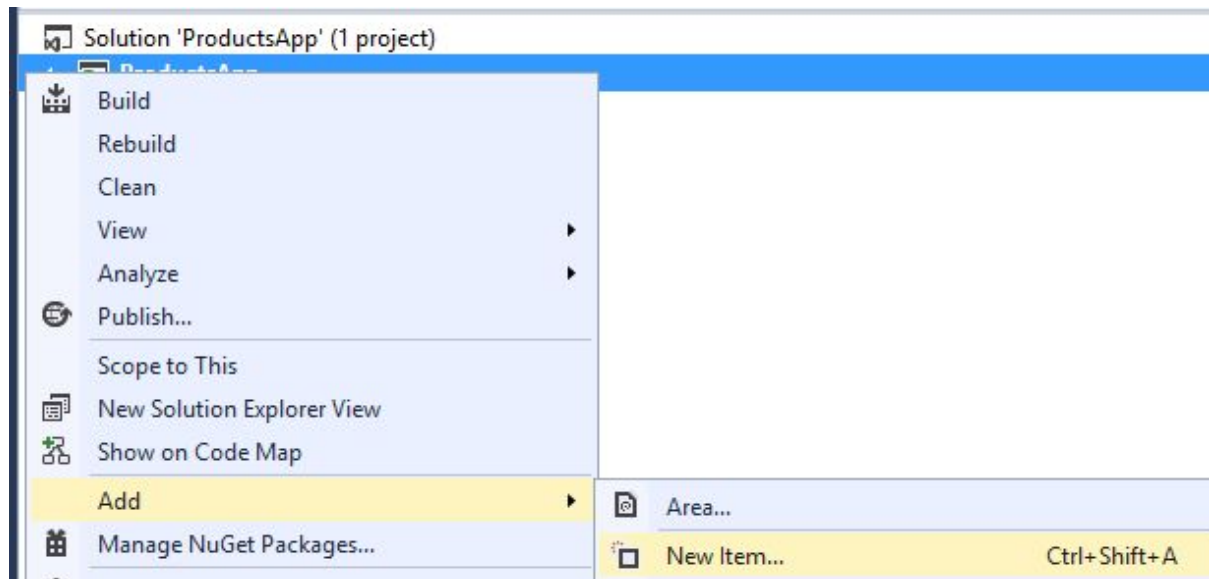 Solution 'ProductsApp' (1 project)
Build
Rebuild
Clean
View
Analyze
Publish...
Scope to This
New Solution Explorer View
Show on Code Map
Add
Area...
Manage NuGet Packages...
New Item... Ctrl+Shift+A